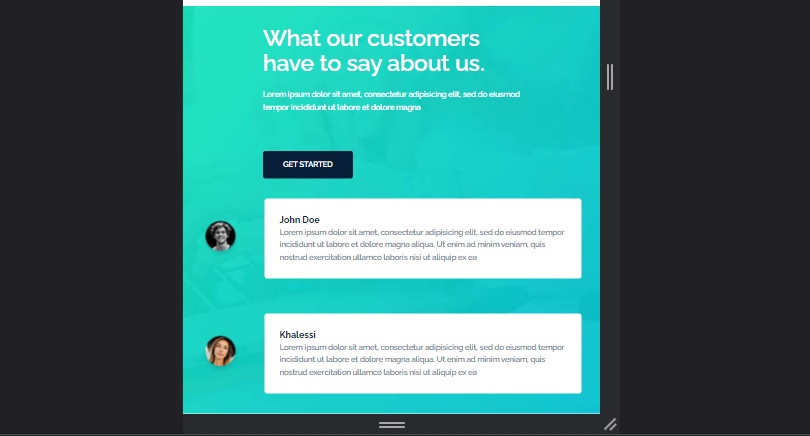 What our customers
have to say about us.
Lorem ipsum dolor sit amet, consectetur adipisicing elit, sed do eiusmod
tempor incididunt ut labore et dolore magna
GET STARTED
John Doe
Lorem ipsum dolor sit amet, consectetur adipisicing elit, sed do eiusmod tempor
incididunt ut labore et dolore magna aliqua. Ut enim ad minim veniam, quis
nostrud exercitation ullamco laboris nisi ut aliquip ex ea
Khalessi
Lorem ipsum dolor sit amet, consectetur adipisicing elit, sed do eiusmod tempor
incididunt ut labore et dolore magna aliqua. Ut enim ad minim veniam, quis
nostrud exercitation ullamco laboris nisi ut aliquip ex ea